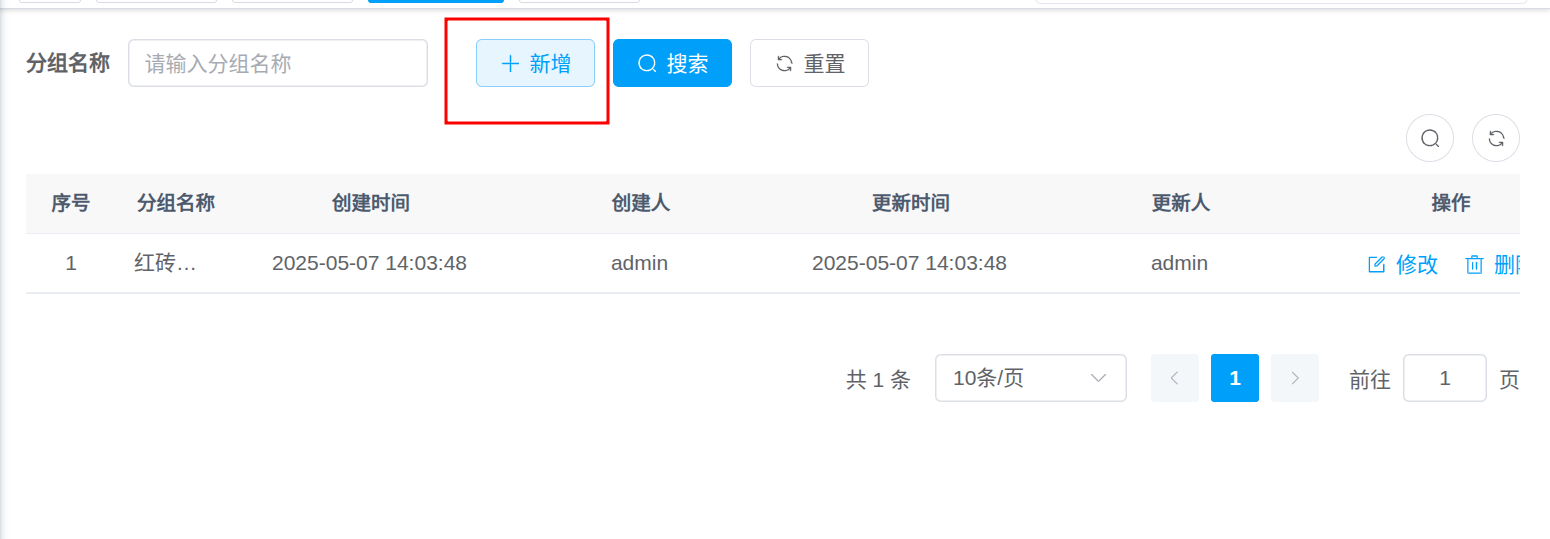 分组名称 请输入分组名称 新增 搜索 重置
序号 分组名称 创建时间 创建人 更新时间 更新人 操作
1 红砖… 2025-05-07 14:03:48 admin 2025-05-07 14:03:48 admin 修改 删
共 1 条 10条/页 1 前往 1 页